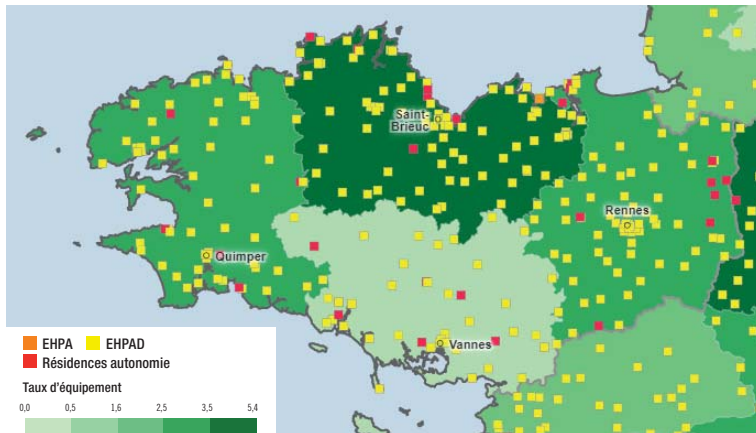 Saint-
Brieuc
Rennes
Quimper
Vannes
EHPA EHPAD
Résidences autonomie
Taux d'équipement
0,0 0,5 1,6 2,5 3,5 5,4